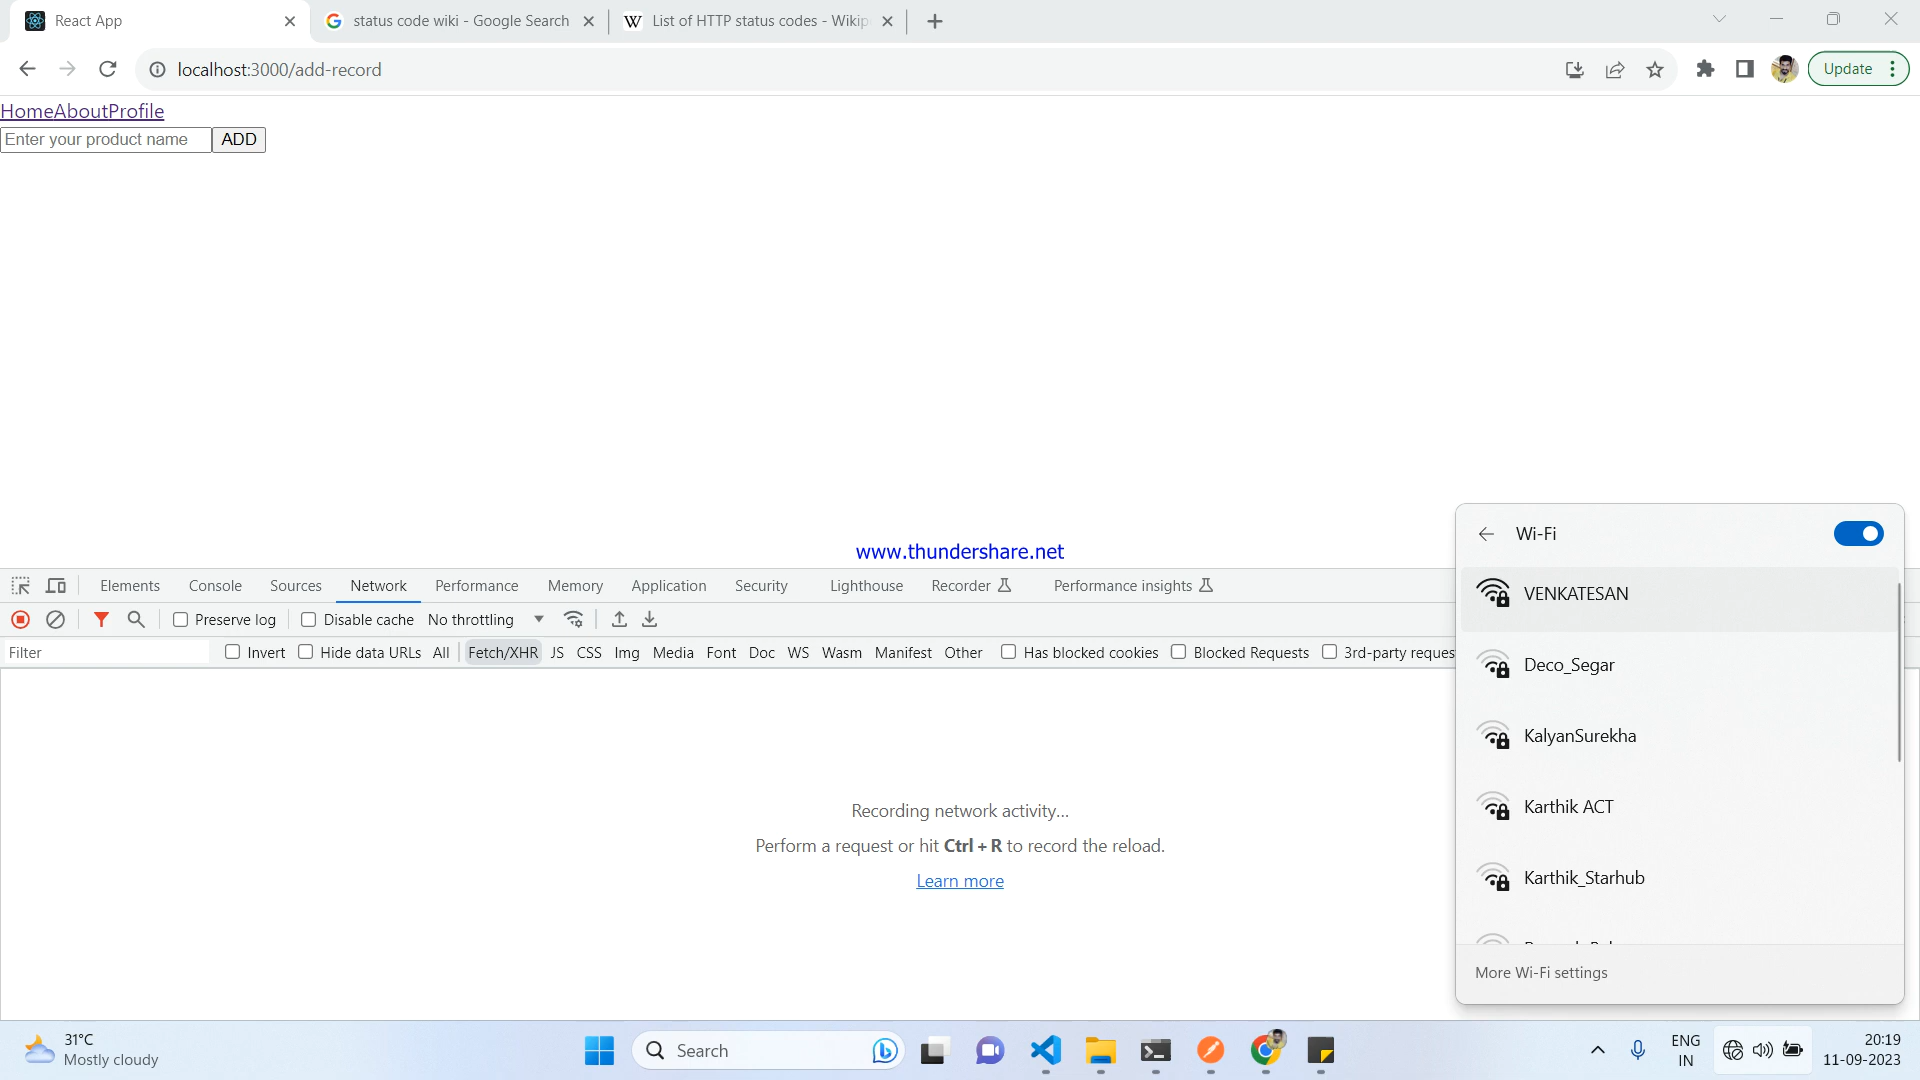 React App
status code wiki - Google Search
List of HTTP status codes - Wikip
localhost:3000/add-record
Update
HomeAboutProfile
Enter your product name
ADD
www.thundershare.net
Elements
Console
Sources
Network
Performance
Memory
Application
Security
Lighthouse
Recorder
Performance insights
Preserve log
Disable cache
No throttling
Filter
Invert
Hide data URLs
All
Fetch/XHR
JS
CSS
Img
Media
Font
Doc
WS
Wasm
Manifest
Other
Has blocked cookies
Blocked Requests
3rd-party reques
Recording network activity…
Perform a request or hit Ctrl + R to record the reload.
Learn more
Wi-Fi
VENKATESAN
Deco_Segar
KalyanSurekha
Karthik ACT
Karthik_Starhub
More Wi-Fi settings
31°C
Mostly cloudy
Search
ENG
IN
20:19
11-09-2023